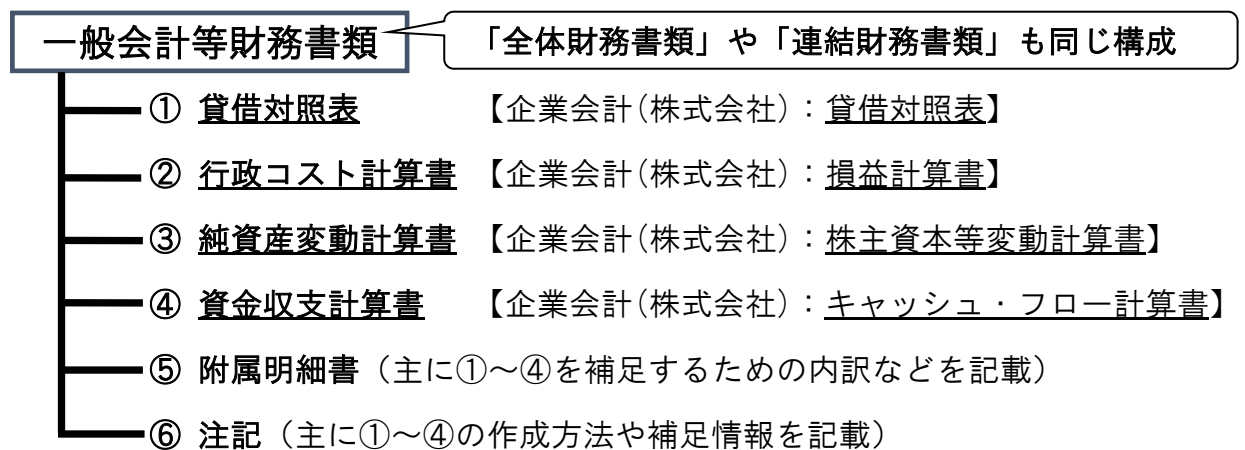 一般会計等財務書類
「全体財務書類」や「連結財務書類」も同じ構成
① 貸借対照表 【企業会計(株式会社)：貸借対照表】
② 行政コスト計算書 【企業会計(株式会社)：損益計算書】
③ 純資産変動計算書 【企業会計(株式会社)：株主資本等変動計算書】
④ 資金収支計算書 【企業会計(株式会社)：キャッシュ・フロー計算書】
⑤ 附属明細書（主に①～④を補足するための内訳などを記載）
⑥ 注記（主に①～④の作成方法や補足情報を記載）